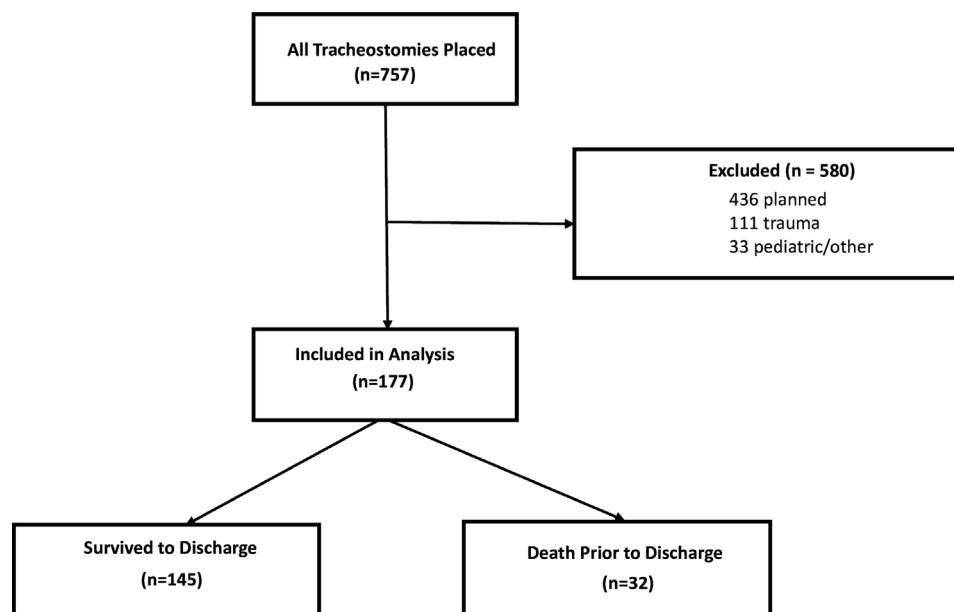 All Tracheostomies Placed
(n=757)
Excluded (n = 580)
436 planned
111 trauma
33 pediatric/other
Included in Analysis
(n=177)
Survived to Discharge
(n=145)
Death Prior to Discharge
(n=32)